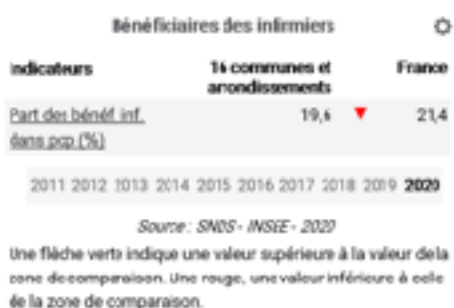 Bénéficiaires des infirmiers
Indicateurs 16 communes et arrondissements France
Part des bénéf. inf. dans pop (%) 19,6 ▼ 21,4
2011 2012 2013 2014 2015 2016 2017 2018 2019 2020
Source : SNDS - INSEE - 2020
Une flèche verte indique une valeur supérieure à la valeur de la
zone de comparaison. Une rouge, une valeur inférieure à celle
de la zone de comparaison.